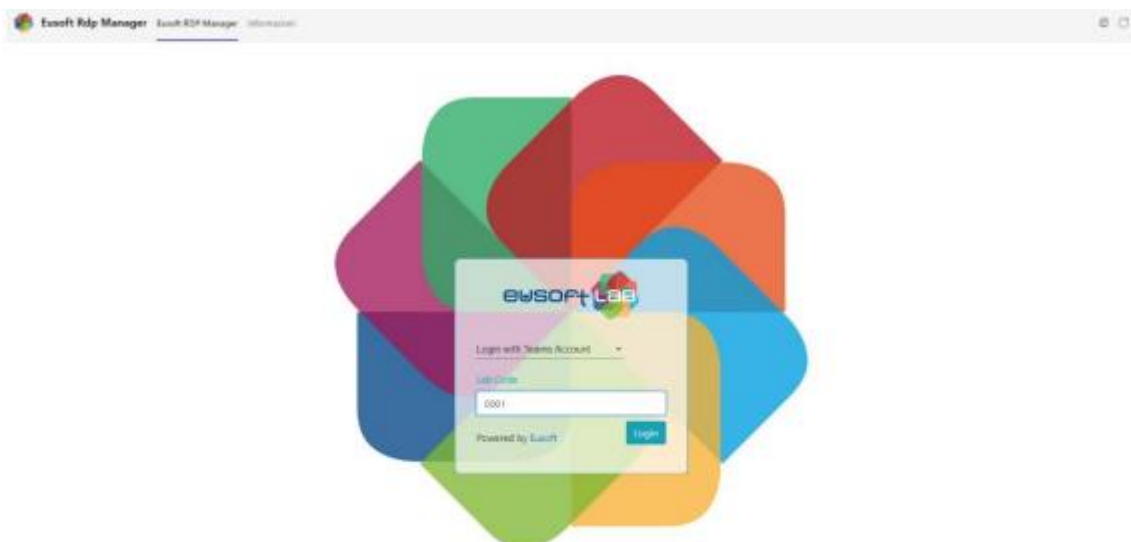 Eusoft Rdp Manager Eusoft RDP Manager Informazioni
eusoft LAB
Login with Teams Account
Lab Code
0001
Powered by Eusoft Login